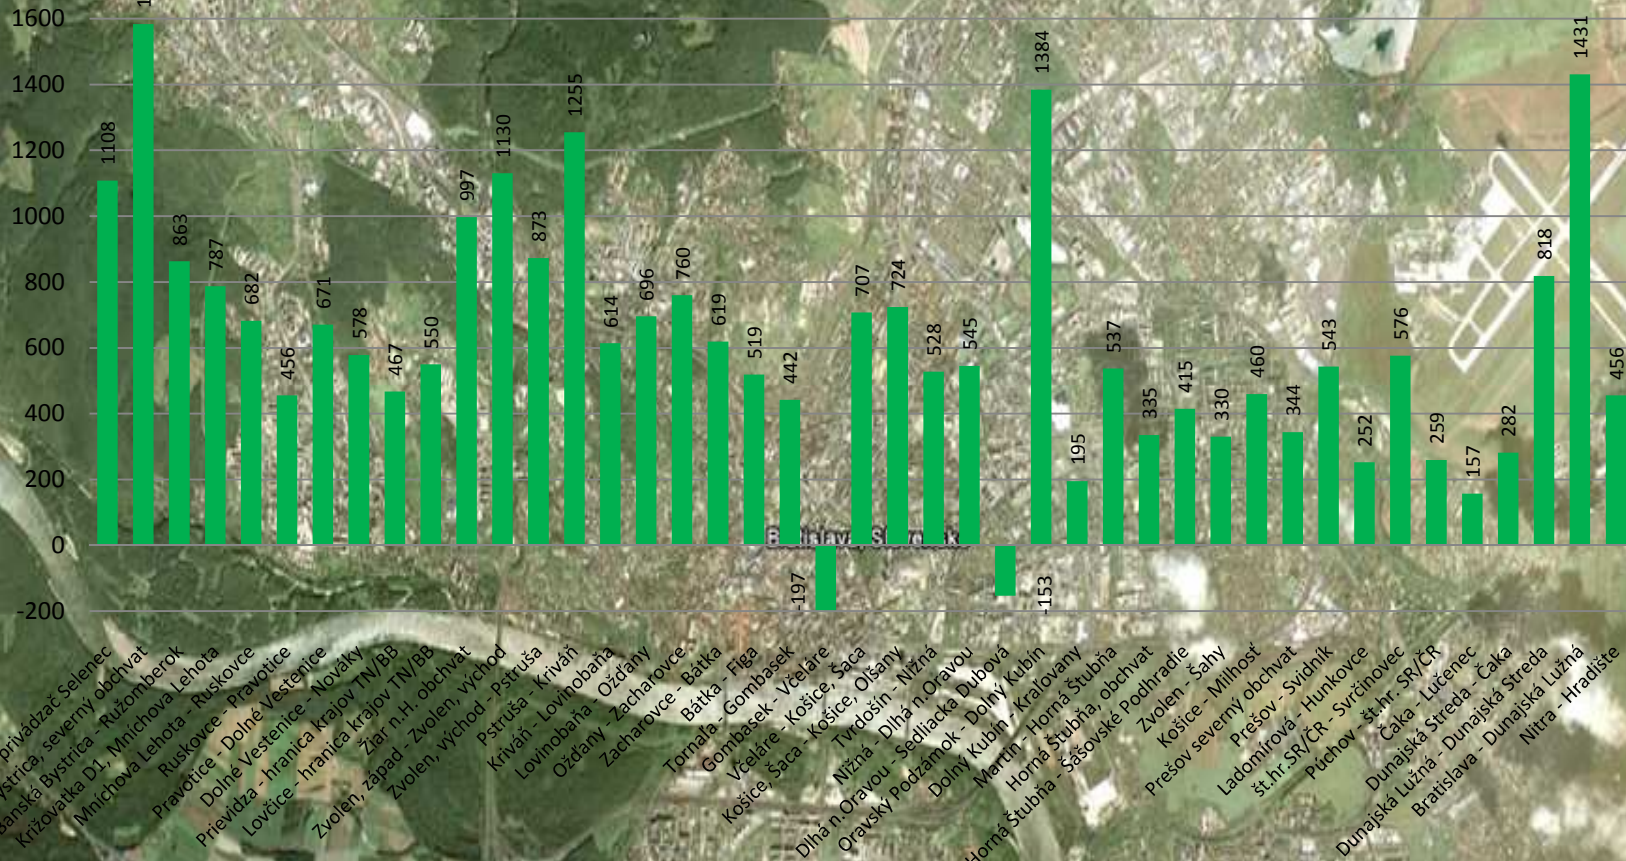 1600
1400
1200
1000
800
600
400
200
0
-200
1108
863
787
682
456
671
578
467
550
997
1130
873
1255
614
696
760
619
519
442
-197
707
724
528
545
-153
1384
195
537
335
415
330
460
344
543
252
576
259
157
282
818
1431
456
Bratislava, Slovensko
privádzač Selenec
severný obchvat
Banská Bystrica - Ružomberok
Križovatka D1, Mníchova Lehota
Mníchova Lehota - Ruskovce
Ruskovce - Pravotice
Pravotice - Dolné Vestenice
Dolné Vestenice - Nováky
Prievidza - hranica krajov TN/BB
Lovčice - hranica krajov TN/BB
Žiar n.H. obchvat
Zvolen, západ - Zvolen, východ
Zvolen, východ - Pstruša
Pstruša - Kriváň
Kriváň - Lovinobaňa
Lovinobaňa - Ožďany
Ožďany - Zacharovce
Zacharovce - Bátka
Bátka - Figa
Tornaľa - Gombasek
Gombasek - Včeláre
Včeláre - Košice, Šaca
Košice, Šaca - Košice, Olšany
Tvrdošín - Nižná
Nižná - Dlhá n.Oravou
Dlhá n.Oravou - Sedliacka Dubová
Oravský Podzámok - Dolný Kubín
Dolný Kubín - Kraľovany
Martin - Horná Štubňa
Horná Štubňa, obchvat
Horná Štubňa - Šášovské Podhradie
Zvolen - Šahy
Košice - Milhosť
Prešov severný obchvat
Prešov - Svidník
Ladomirová - Hunkovce
št.hr.SR/ČR - Svrčinovec
Púchov - št.hr. SR/ČR
Čaka - Lučenec
Dunajská Streda - Čaka
Dunajská Lužná - Dunajská Streda
Bratislava - Dunajská Lužná
Nitra - Hradište